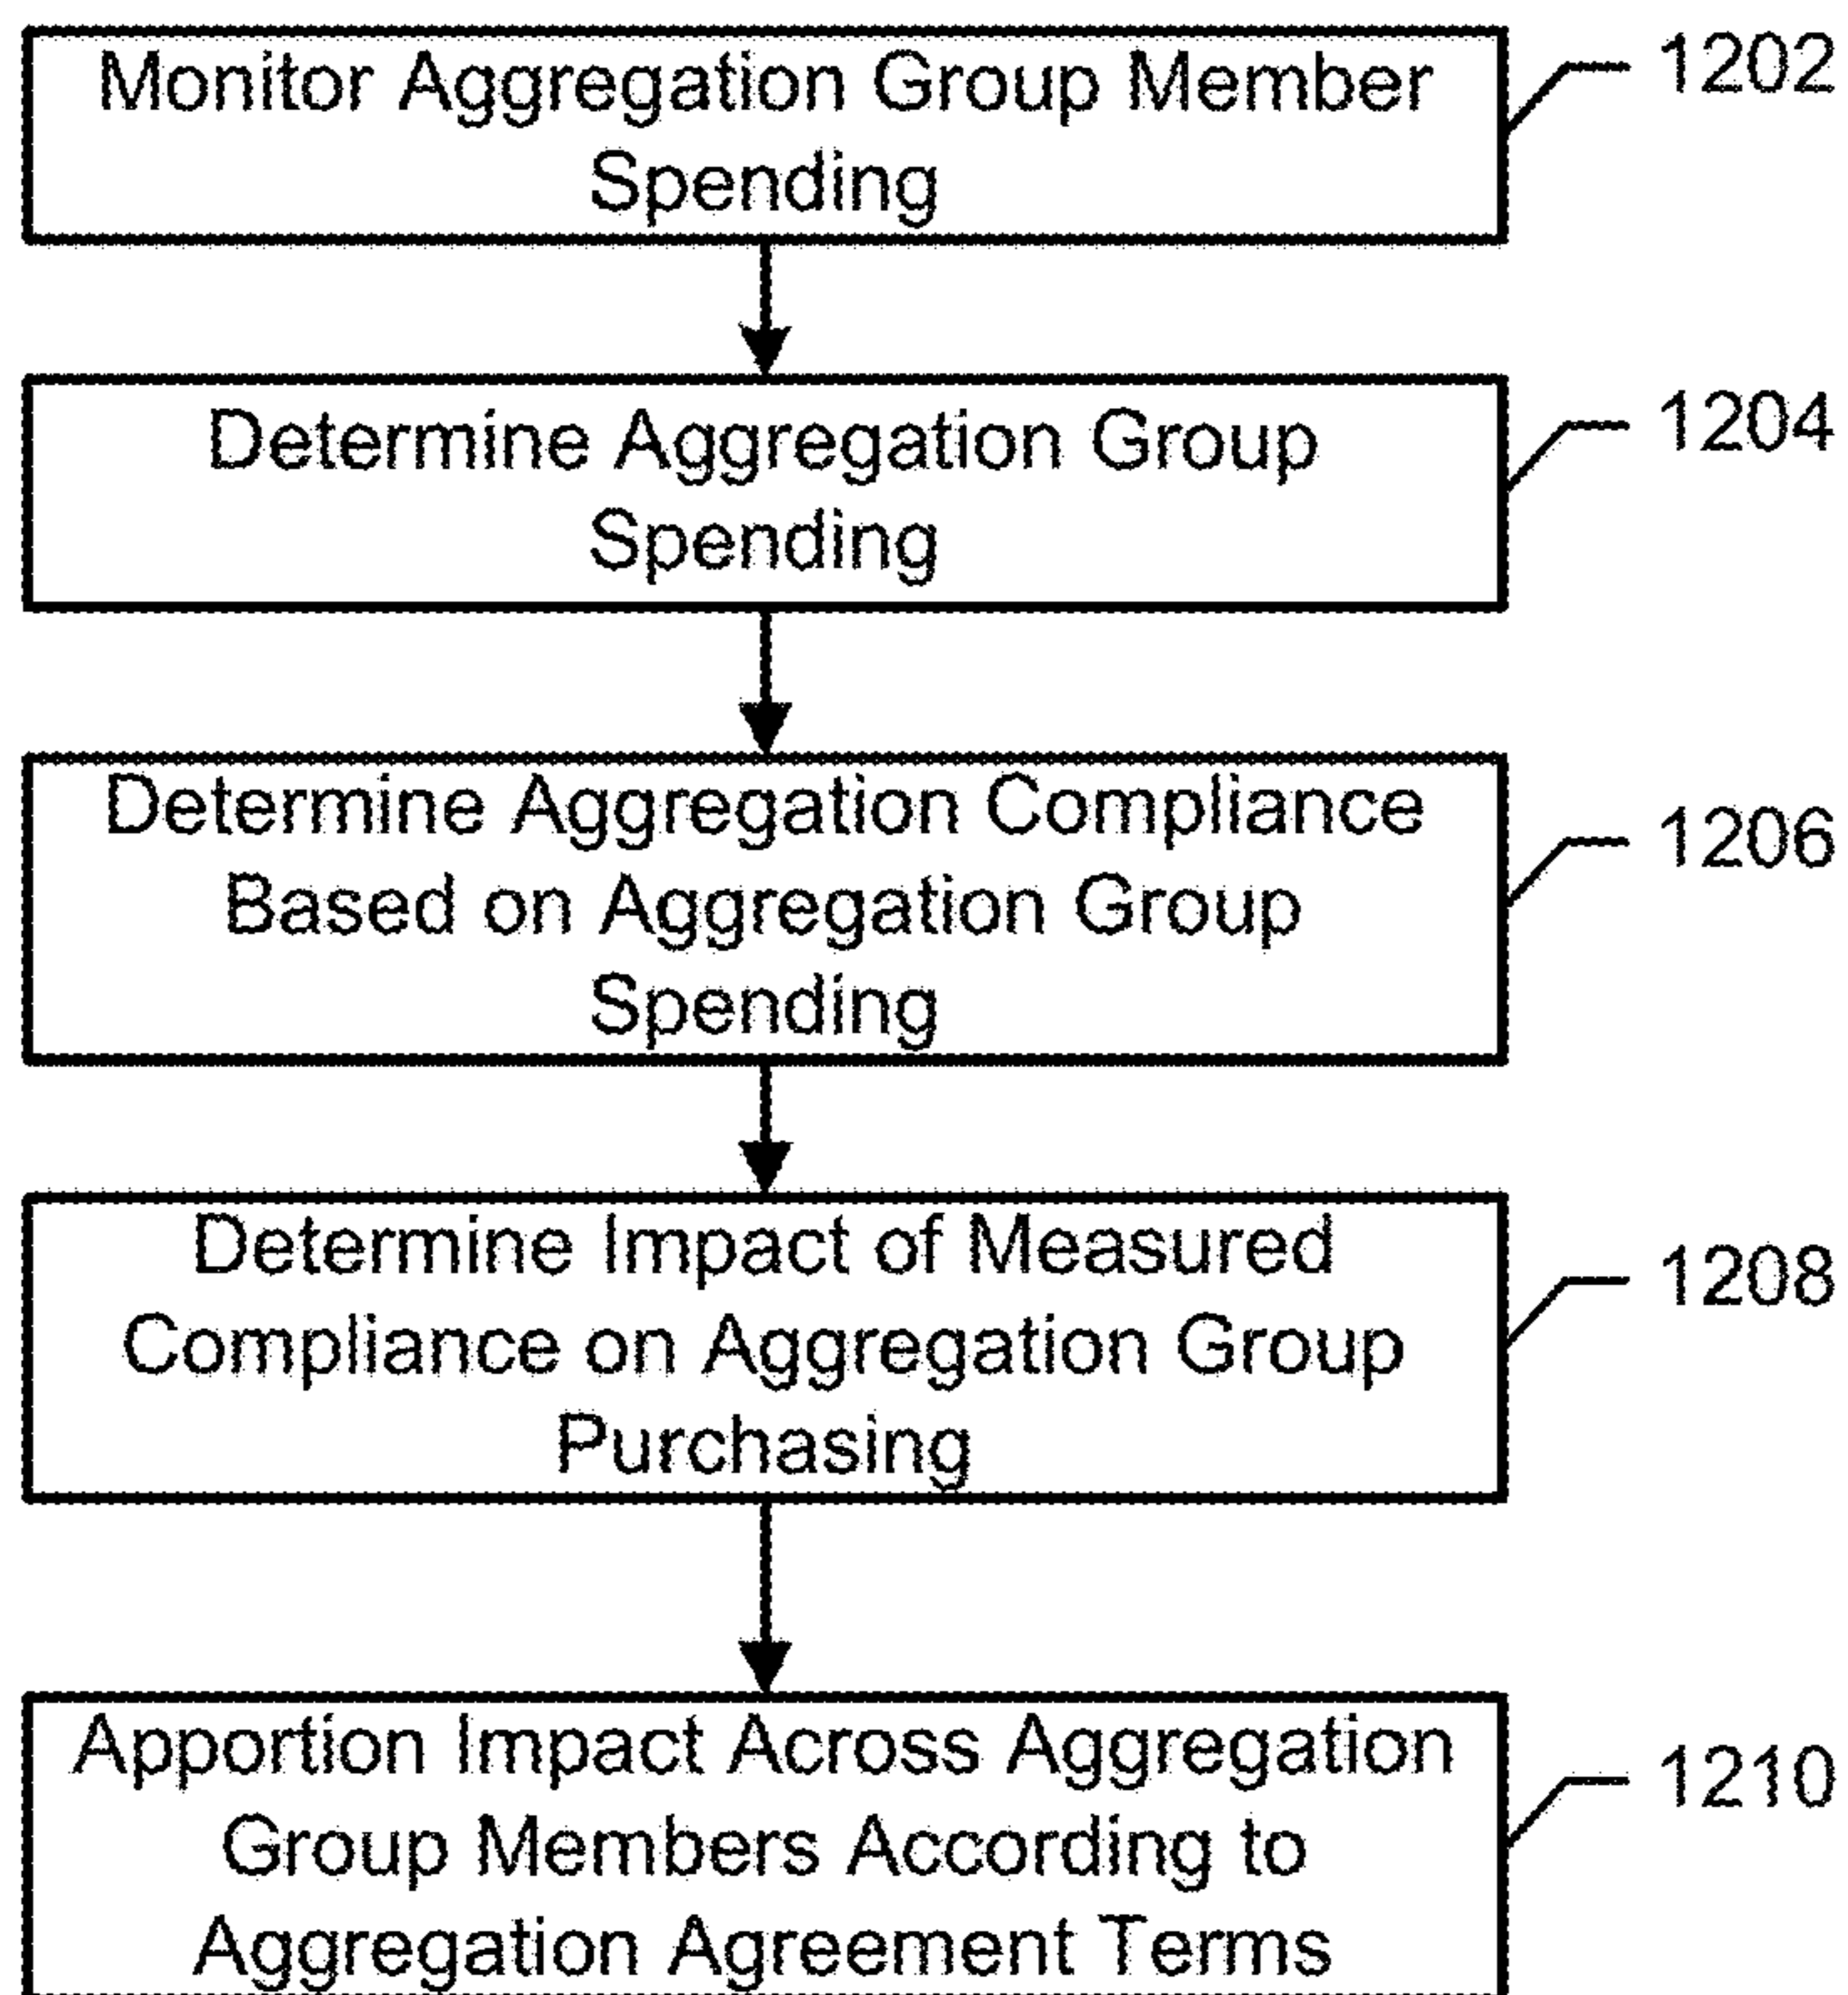 Monitor Aggregation Group Member
Spending
1202
Determine Aggregation Group
Spending
1204
Determine Aggregation Compliance
Based on Aggregation Group
Spending
1206
Determine Impact of Measured
Compliance on Aggregation Group
Purchasing
1208
Apportion Impact Across Aggregation
Group Members According to
Aggregation Agreement Terms
1210